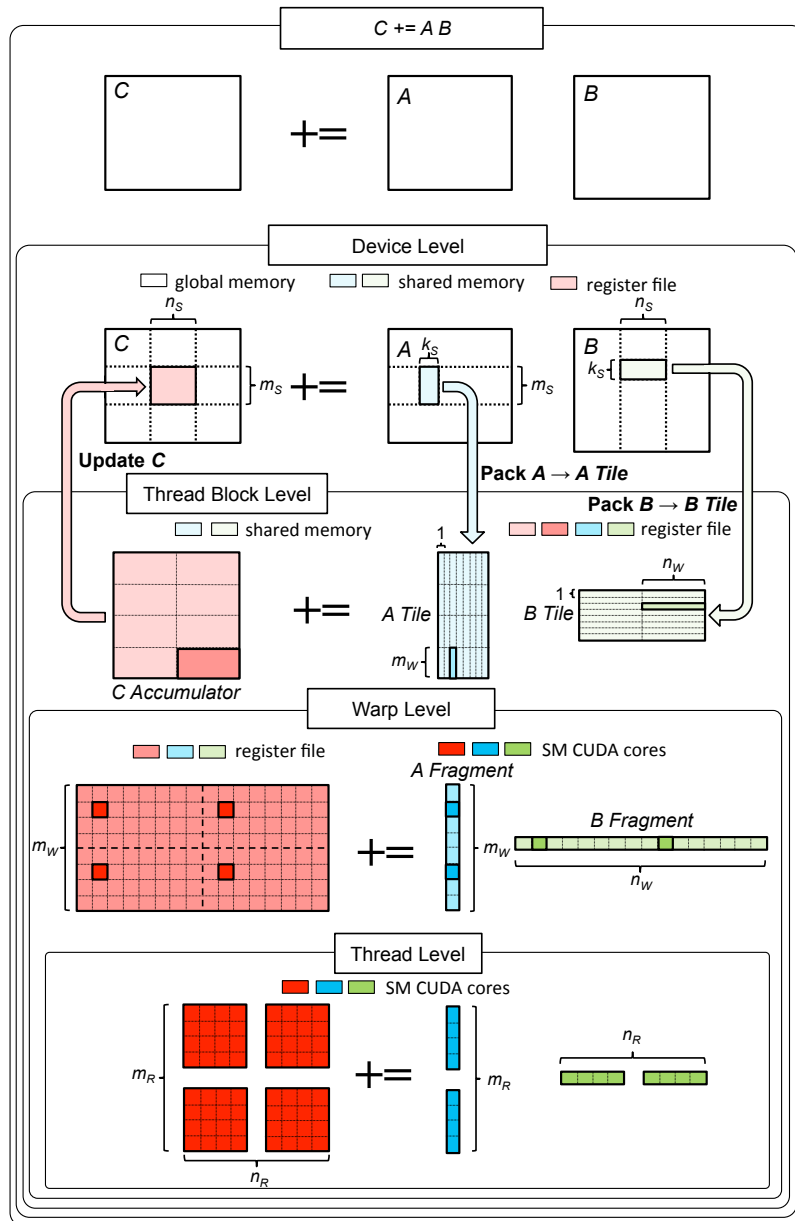 C += A B
C
+=
A
B
Device Level
global memory
shared memory
register file
n_S
C
m_S
+=
A
k_S
m_S
n_S
B
k_S
Update C
Pack A → A Tile
Pack B → B Tile
Thread Block Level
shared memory
register file
C Accumulator
+=
1
A Tile
m_W
n_W
1
B Tile
Warp Level
register file
SM CUDA cores
m_W
+=
A Fragment
m_W
B Fragment
n_W
Thread Level
SM CUDA cores
m_R
n_R
+=
m_R
n_R